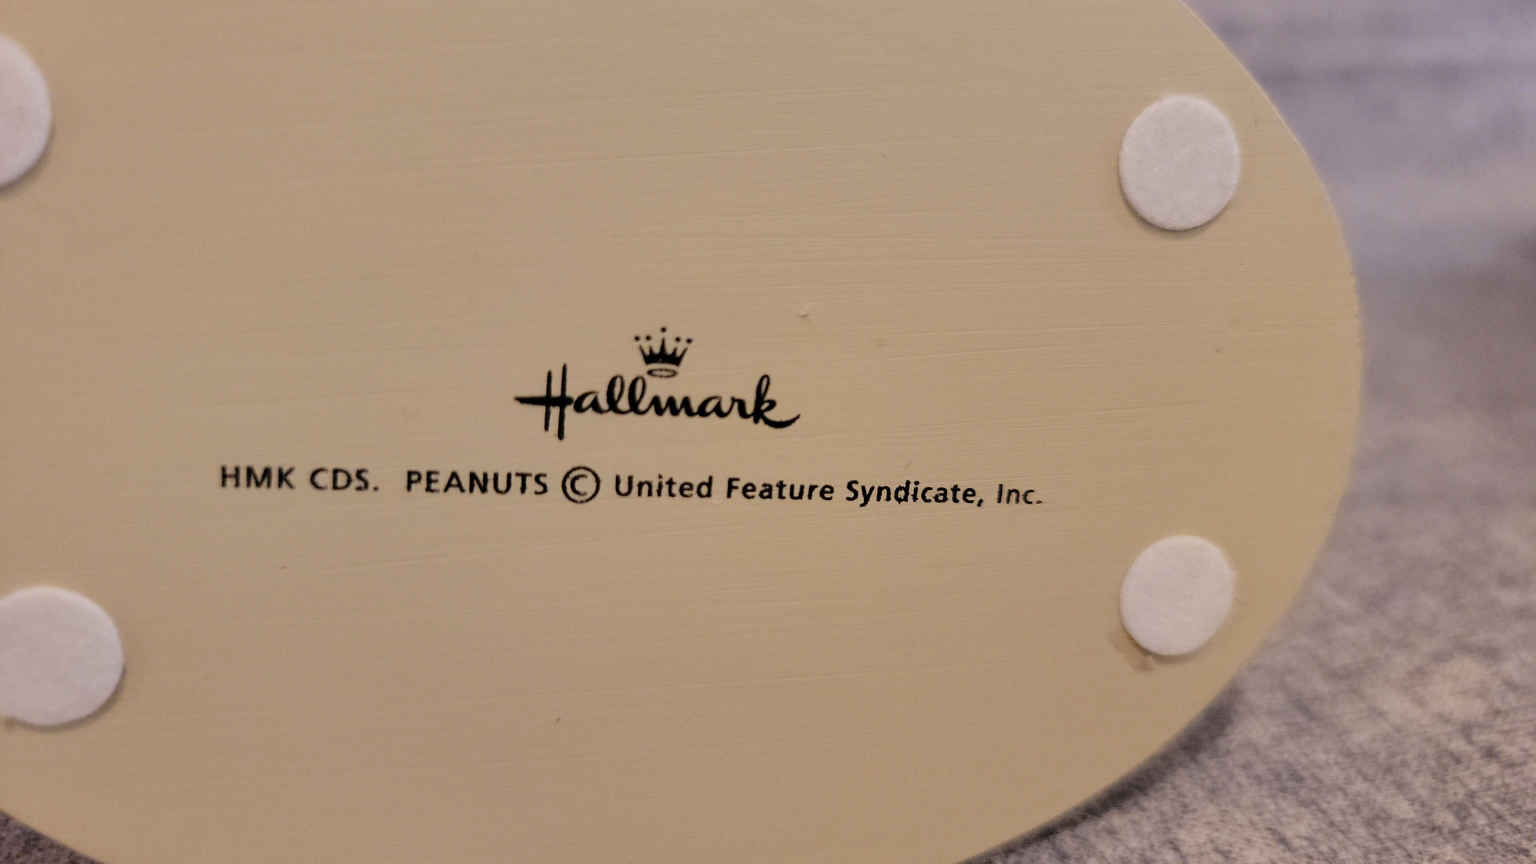 Hallmark
HMK CDS. PEANUTS © United Feature Syndicate, Inc.